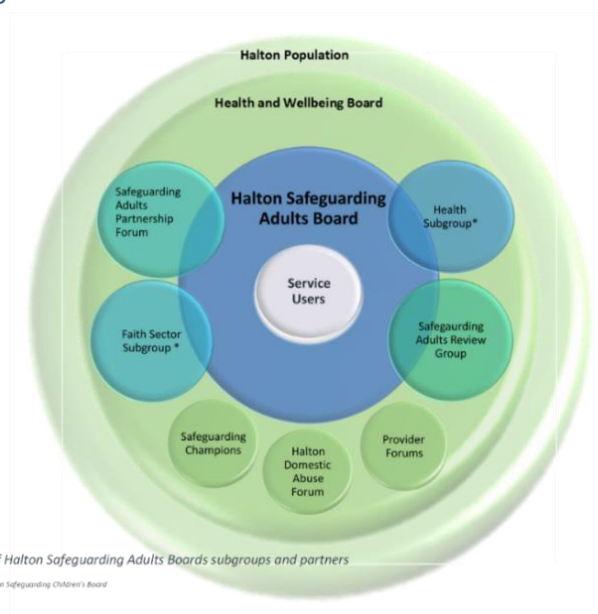 Halton Population
Health and Wellbeing Board
Safeguarding
Adults
Partnership
Forum
Halton Safeguarding
Adults Board
Health
Subgroup*
Service
Users
Faith Sector
Subgroup *
Safegaurding
Adults Review
Group
Safeguarding
Champions
Halton
Domestic
Abuse
Forum
Provider
Forums
Halton Safeguarding Adults Boards subgroups and partners
Safeguarding Children's Board